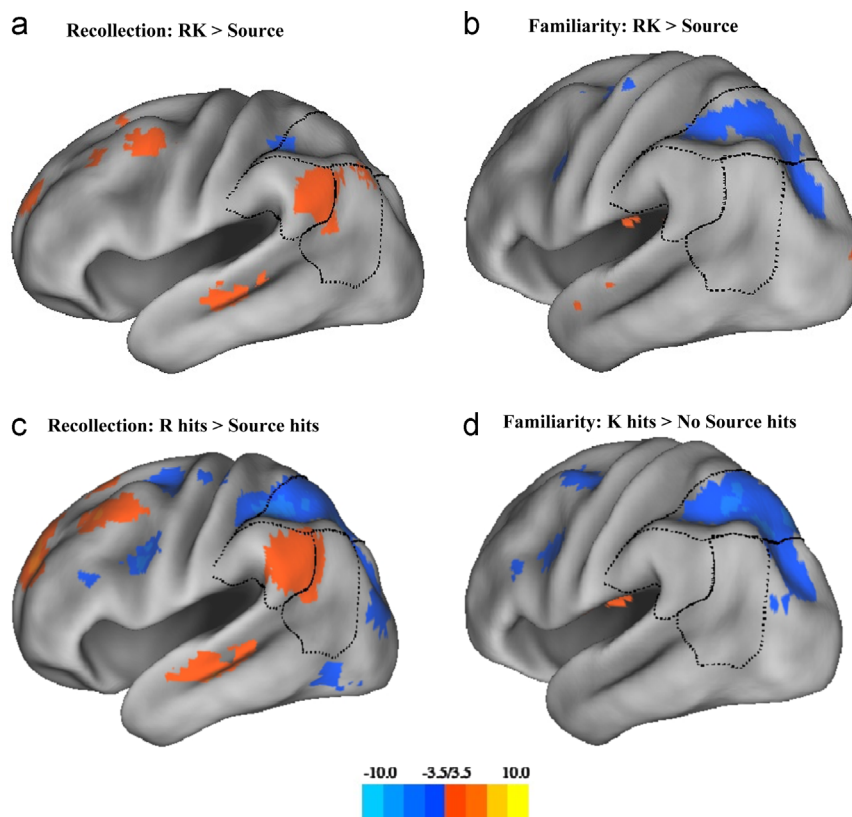 a
Recollection: RK > Source
b
Familiarity: RK > Source
c
Recollection: R hits > Source hits
d
Familiarity: K hits > No Source hits
-10.0 -3.5/3.5 10.0